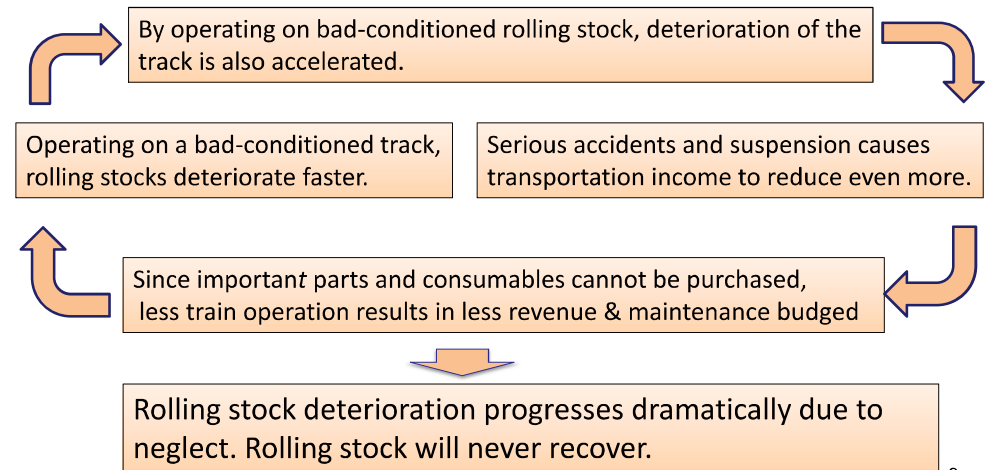 By operating on bad-conditioned rolling stock, deterioration of the
track is also accelerated.
Operating on a bad-conditioned track,
rolling stocks deteriorate faster.
Serious accidents and suspension causes
transportation income to reduce even more.
Since important parts and consumables cannot be purchased,
less train operation results in less revenue & maintenance budged
Rolling stock deterioration progresses dramatically due to
neglect. Rolling stock will never recover.